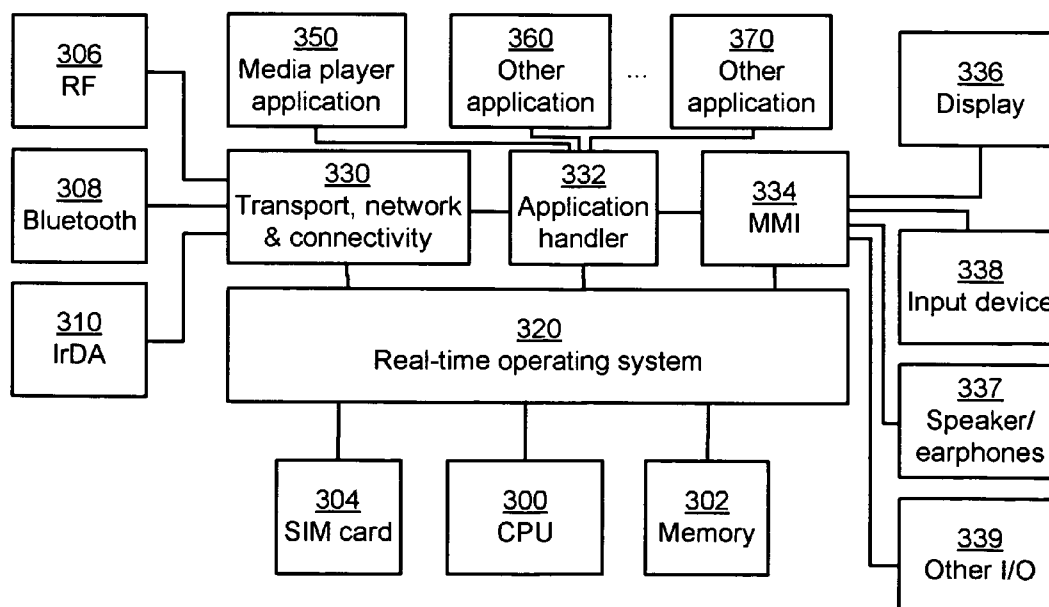 306
RF
350
Media player
application
360
Other
application
...
370
Other
application
336
Display
308
Bluetooth
330
Transport, network
& connectivity
332
Application
handler
334
MMI
338
Input device
310
IrDA
320
Real-time operating system
337
Speaker/
earphones
304
SIM card
300
CPU
302
Memory
339
Other I/O